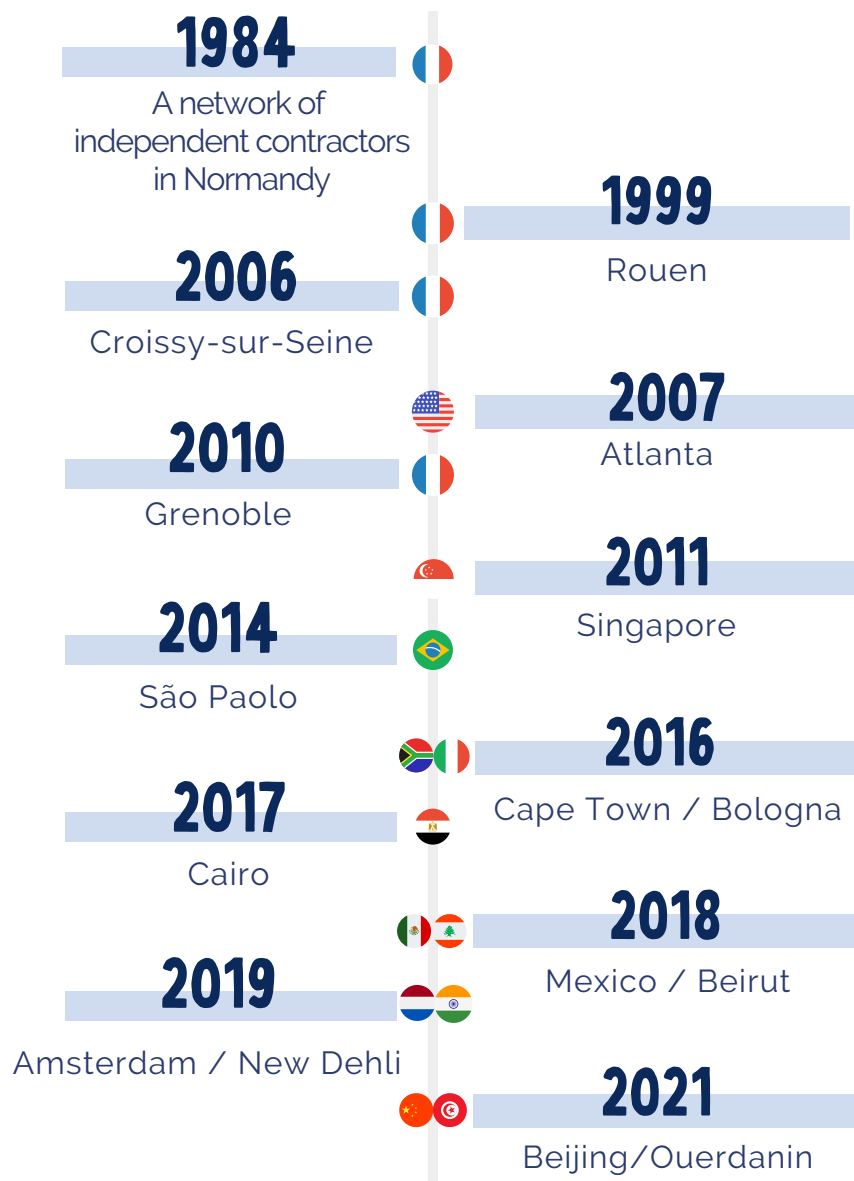 1984
A network of
independent contractors
in Normandy
1999
Rouen
2006
Croissy-sur-Seine
2007
Atlanta
2010
Grenoble
2011
Singapore
2014
São Paolo
2016
Cape Town / Bologna
2017
Cairo
2018
Mexico / Beirut
2019
Amsterdam / New Dehli
2021
Beijing/Ouerdanin